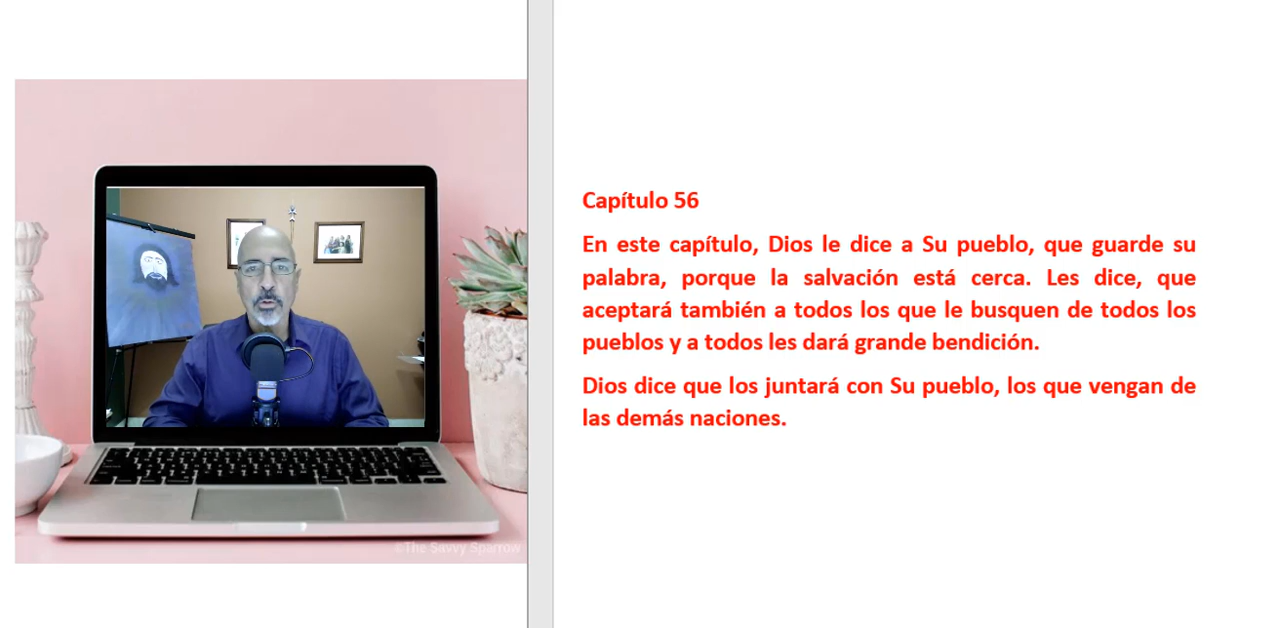 Capítulo 56
En este capítulo, Dios le dice a Su pueblo, que guarde su
palabra, porque la salvación está cerca. Les dice, que
aceptará también a todos los que le busquen de todos los
pueblos y a todos les dará grande bendición.
Dios dice que los juntará con Su pueblo, los que vengan de
las demás naciones.
©The Savvy Sparrow